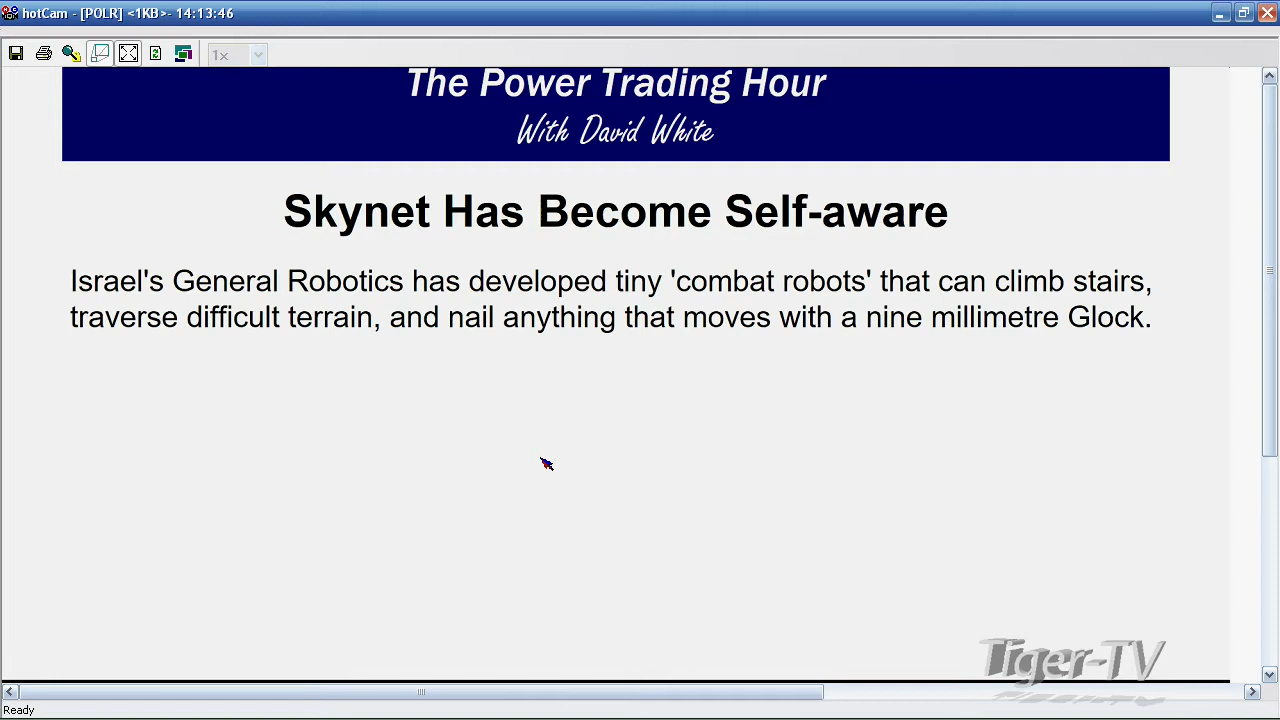 hotCam - [POLR] <1KB>- 14:13:46
1x
The Power Trading Hour
With David White
Skynet Has Become Self-aware
Israel's General Robotics has developed tiny 'combat robots' that can climb stairs,
traverse difficult terrain, and nail anything that moves with a nine millimetre Glock.
Tiger-TV
Ready